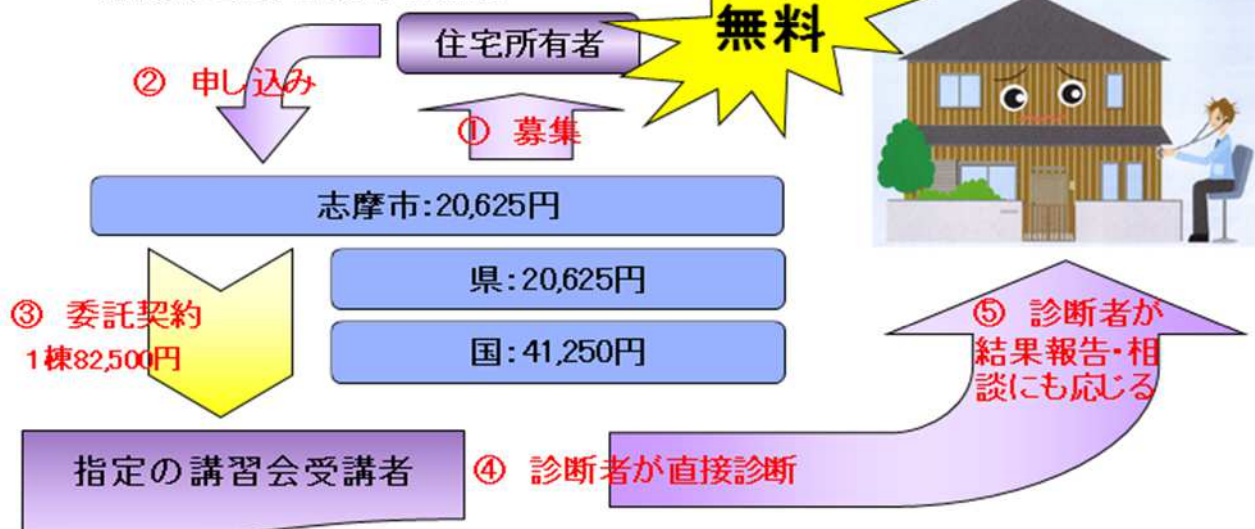 無料
住宅所有者
② 申し込み
① 募集
志摩市:20,625円
県:20,625円
③ 委託契約
1棟82,500円
国:41,250円
⑤ 診断者が
結果報告・相
談にも応じる
指定の講習会受講者
④ 診断者が直接診断